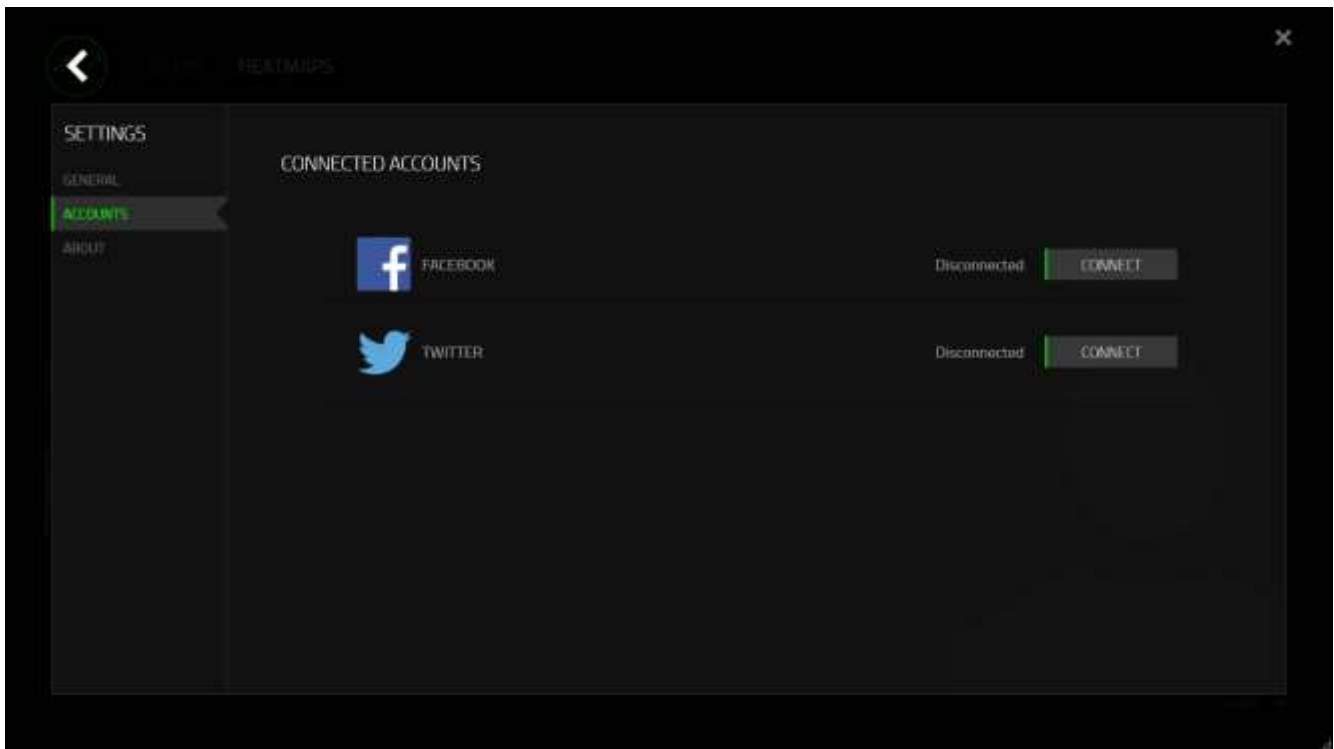 HEATMAPS
SETTINGS
GENERAL
ACCOUNTS
ABOUT
CONNECTED ACCOUNTS
FACEBOOK
Disconnected
CONNECT
TWITTER
Disconnected
CONNECT